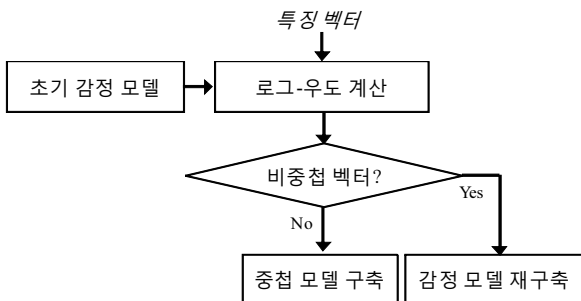 특징 벡터
초기 감정 모델
로그-우도 계산
비중첩 벡터?
Yes
No
중첩 모델 구축
감정 모델 재구축